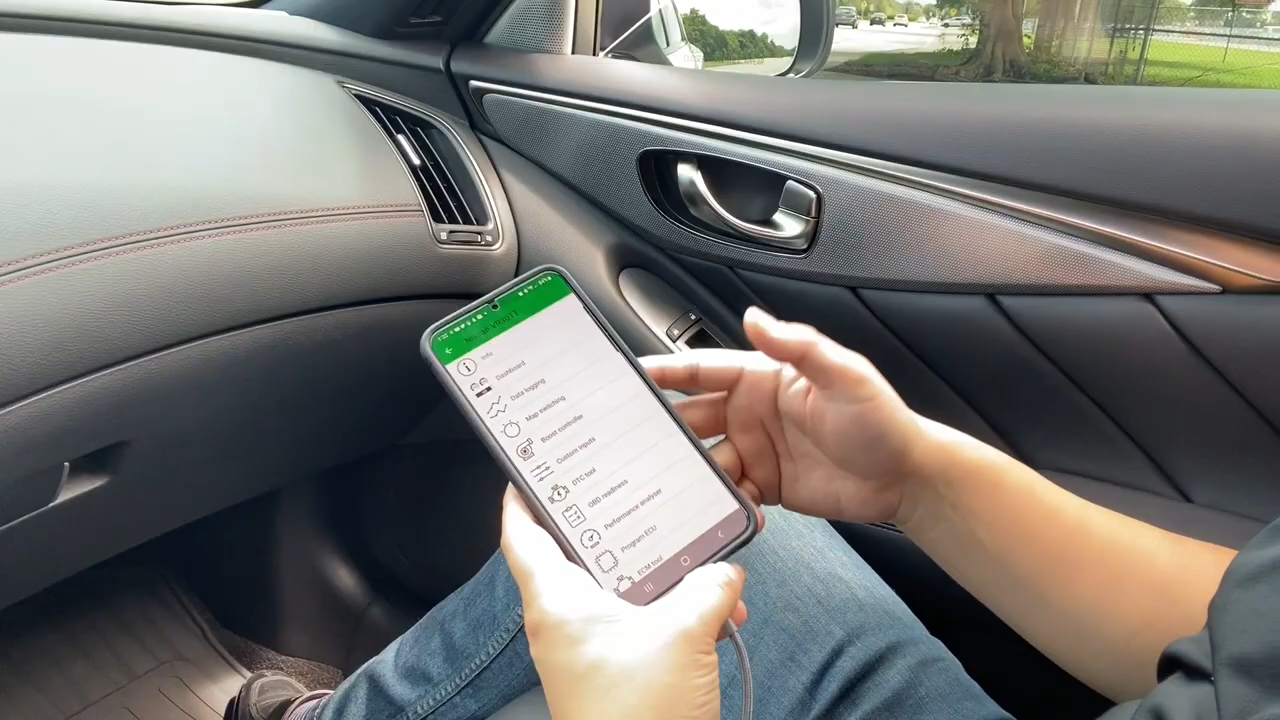 Info
Dashboard
Data logging
Map switching
Boost controller
Custom inputs
DTC tool
OBD readiness
Performance analyser
Program ECU
ECM tool